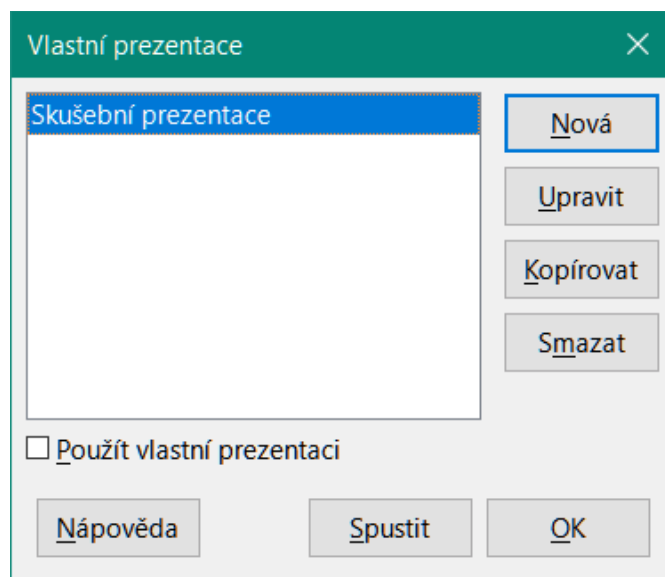 Vlastní prezentace
Skušební prezentace
Nová
Upravit
Kopírovat
Smazat
Použít vlastní prezentaci
Nápověda
Spustit
OK